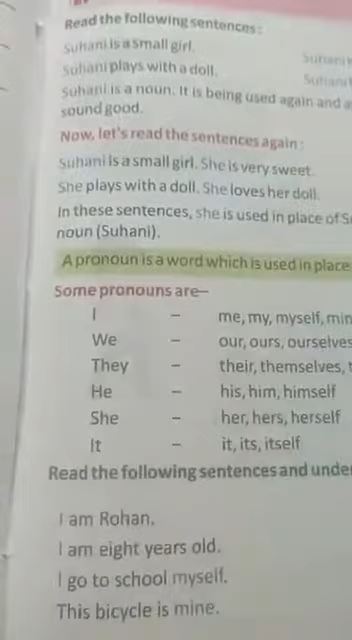 Read the following sentences :
Suhani is a small girl.
Suhani
Suhani plays with a doll.
Suhani
Suhani is a noun. It is being used again and
sound good.
Now, let's read the sentences again :
Suhani is a small girl. She is very sweet.
She plays with a doll. She loves her doll.
In these sentences, she is used in place of
noun (Suhani).
A pronoun is a word which is used in place
Some pronouns are–
I – me, my, myself,
We – our, ours, ourselves
They – their, themselves,
He – his, him, himself
She – her, hers, herself
It – it, its, itself
Read the following sentences and
I am Rohan.
I am eight years old.
I go to school myself.
This bicycle is mine.